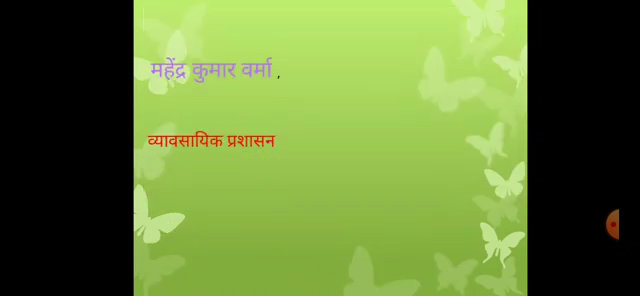 महेंद्र कुमार वर्मा ,
व्यावसायिक प्रशासन